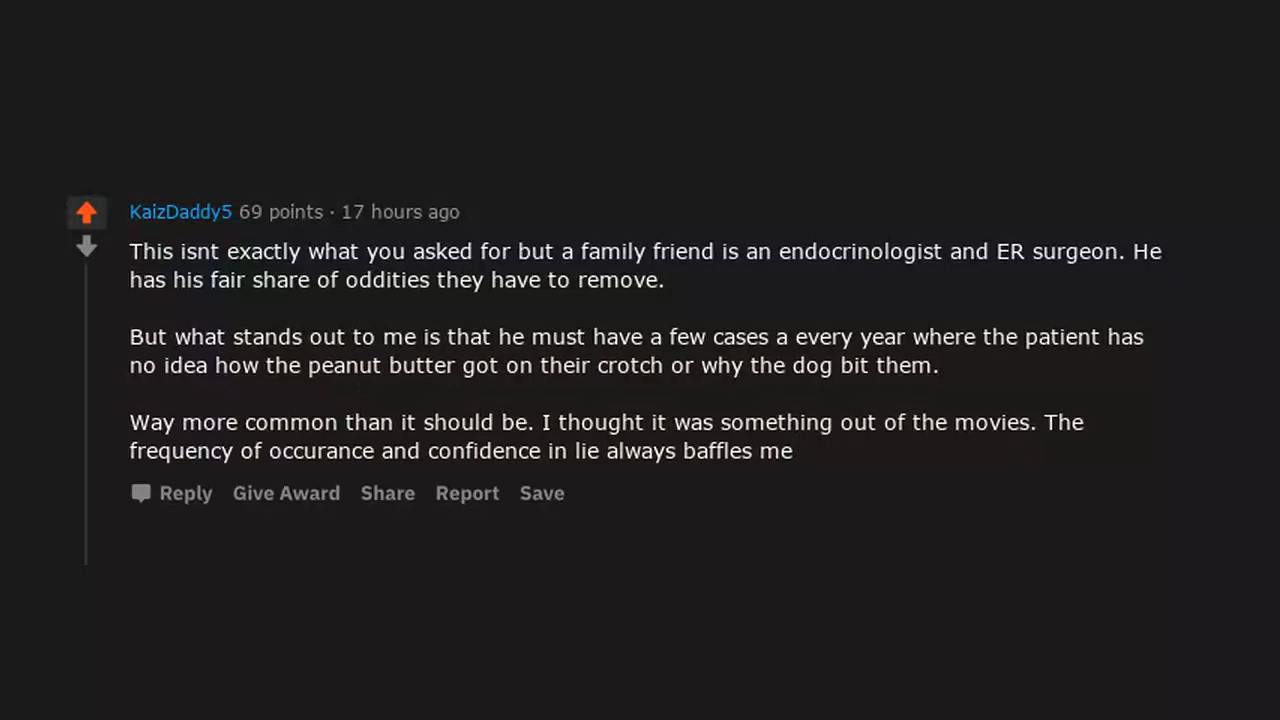 KaizDaddy5 69 points · 17 hours ago
This isnt exactly what you asked for but a family friend is an endocrinologist and ER surgeon. He
has his fair share of oddities they have to remove.
But what stands out to me is that he must have a few cases a every year where the patient has
no idea how the peanut butter got on their crotch or why the dog bit them.
Way more common than it should be. I thought it was something out of the movies. The
frequency of occurance and confidence in lie always baffles me
Reply Give Award Share Report Save